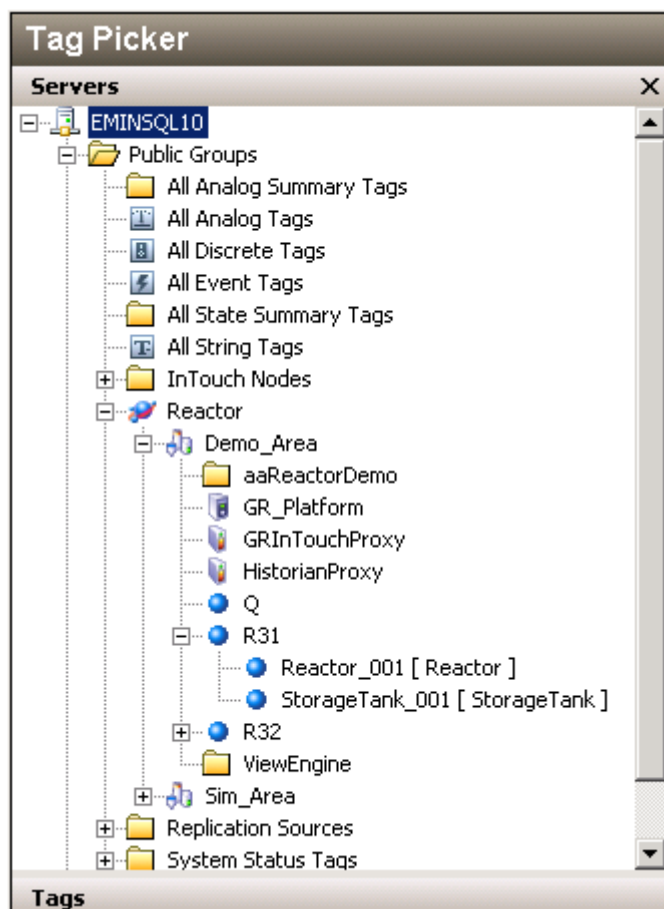 Tag Picker
Servers
EMINSQL10
Public Groups
All Analog Summary Tags
All Analog Tags
All Discrete Tags
All Event Tags
All State Summary Tags
All String Tags
InTouch Nodes
Reactor
Demo_Area
aaReactorDemo
GR_Platform
GRInTouchProxy
HistorianProxy
Q
R31
Reactor_001 [ Reactor ]
StorageTank_001 [ StorageTank ]
R32
ViewEngine
Sim_Area
Replication Sources
System Status Tags
Tags